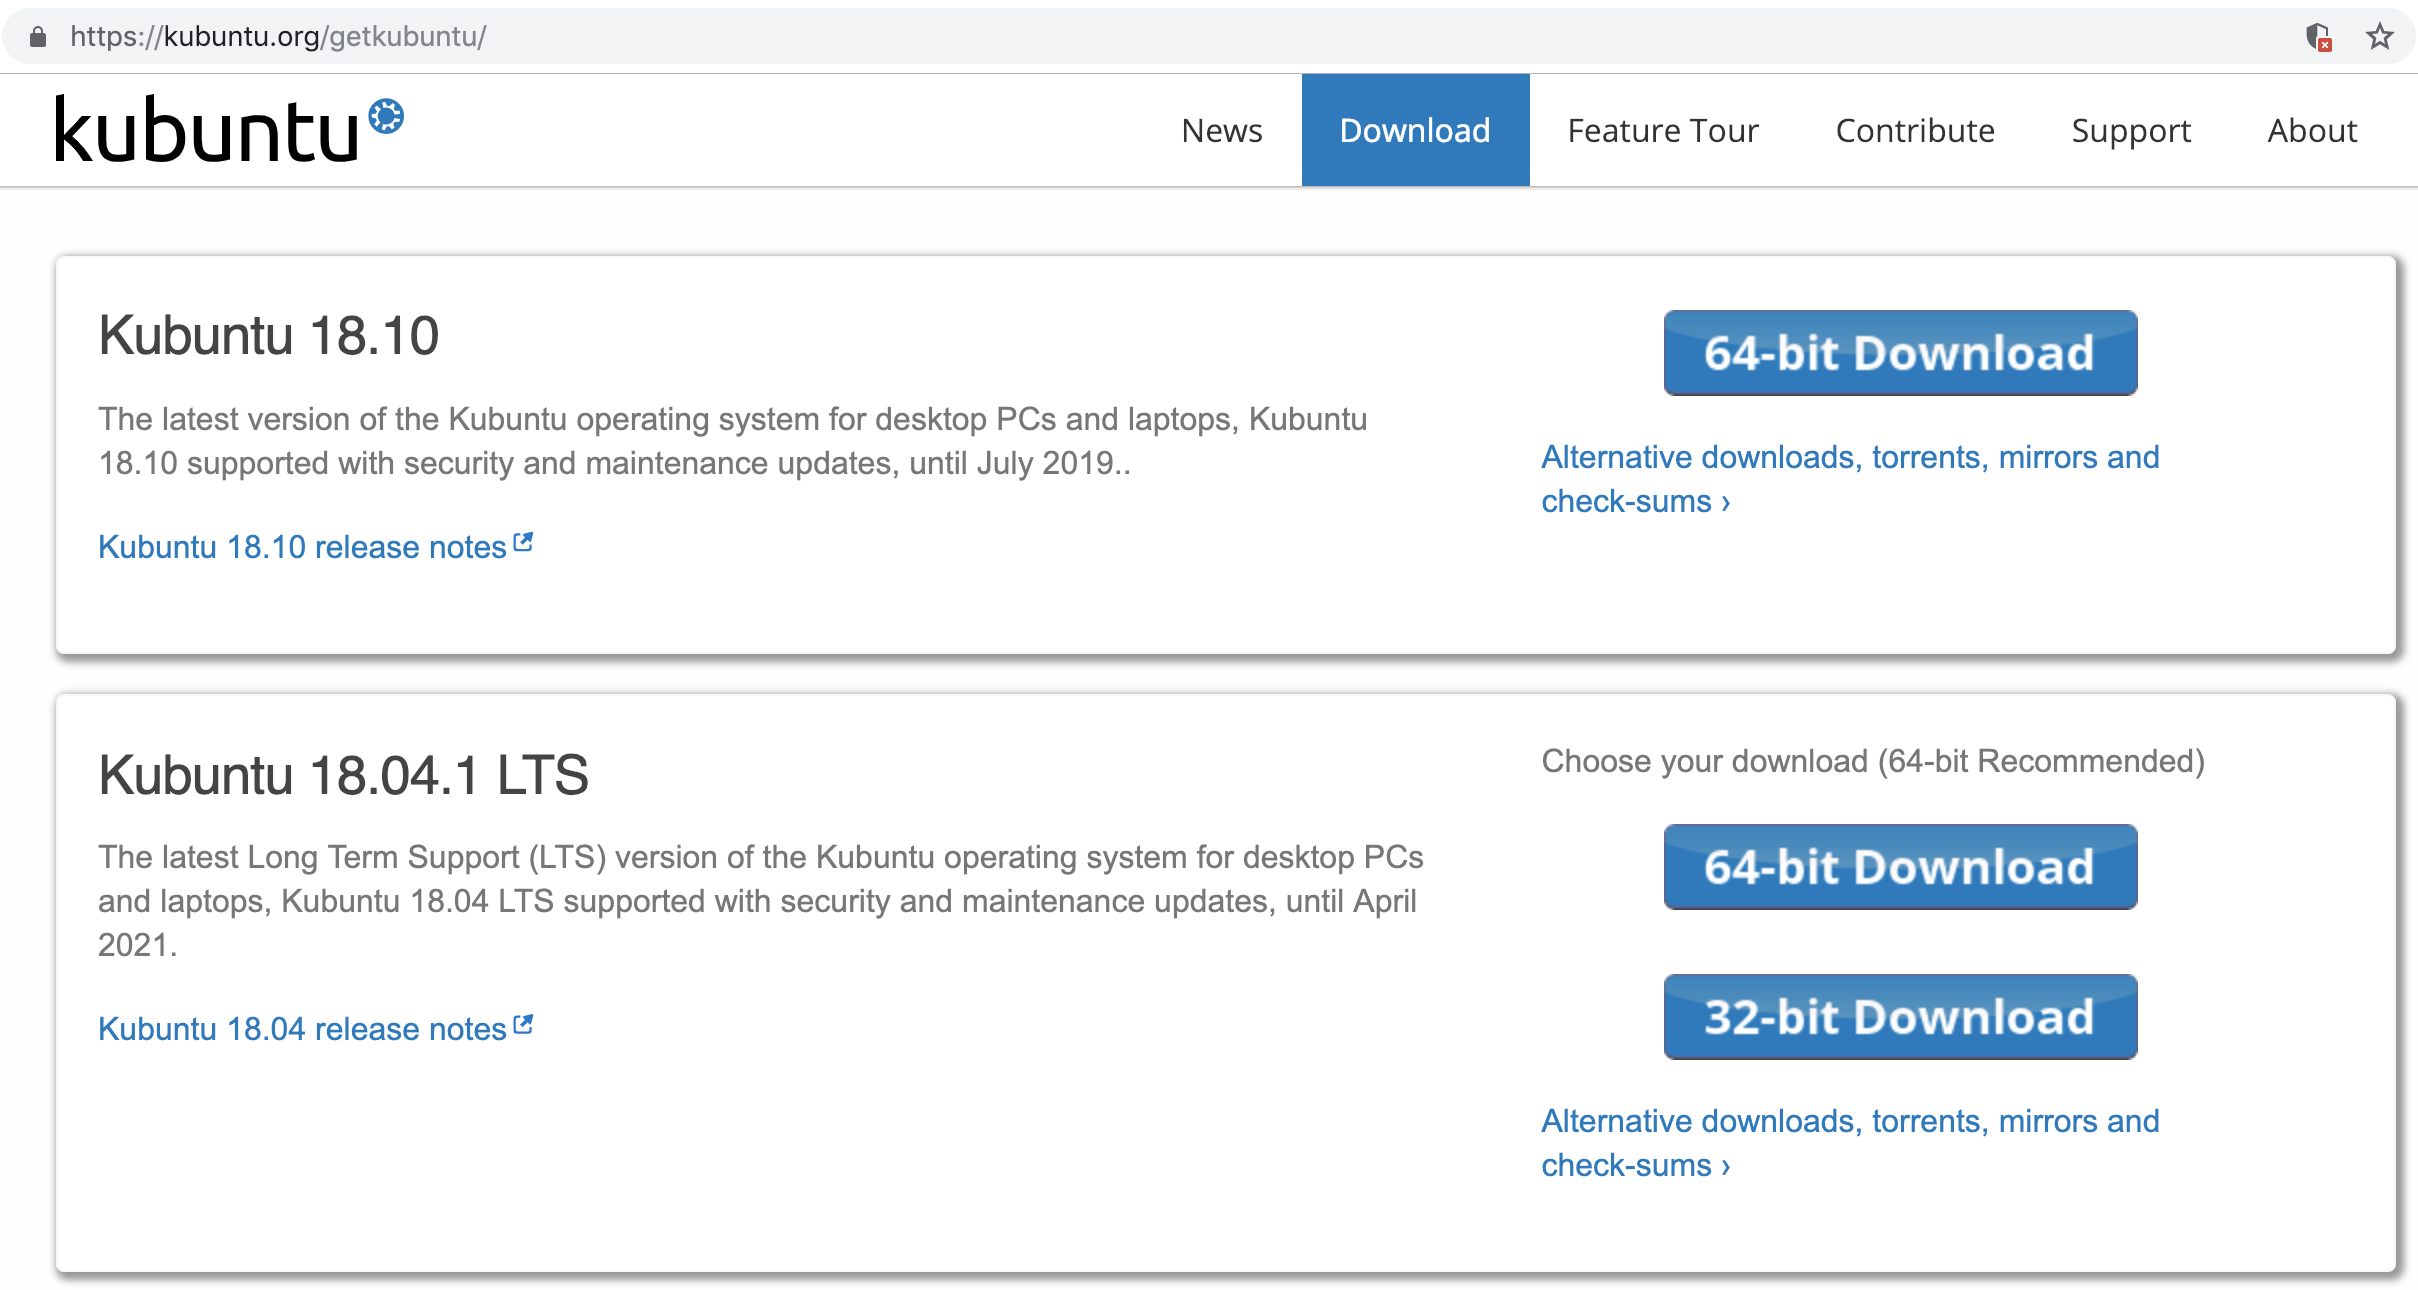 https://kubuntu.org/getkubuntu/
kubuntu
News Download Feature Tour Contribute Support About
Kubuntu 18.10
The latest version of the Kubuntu operating system for desktop PCs and laptops, Kubuntu
18.10 supported with security and maintenance updates, until July 2019..
Kubuntu 18.10 release notes
64-bit Download
Alternative downloads, torrents, mirrors and
check-sums ›
Kubuntu 18.04.1 LTS
The latest Long Term Support (LTS) version of the Kubuntu operating system for desktop PCs
and laptops, Kubuntu 18.04 LTS supported with security and maintenance updates, until April
2021.
Kubuntu 18.04 release notes
Choose your download (64-bit Recommended)
64-bit Download
32-bit Download
Alternative downloads, torrents, mirrors and
check-sums ›